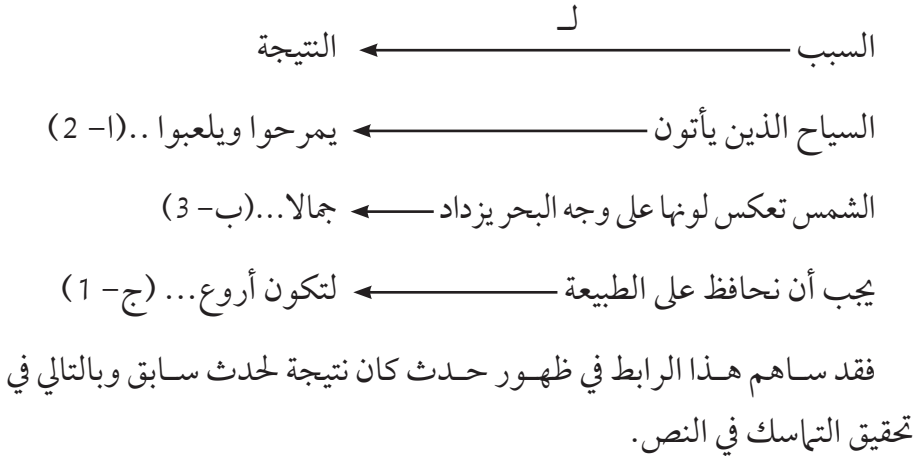 لـ
السبب ← النتيجة
السياح الذين يأتون ← يمرحوا ويلعبوا ..(ا- 2)
الشمس تعكس لونها على وجه البحر يزداد ← جمالا...(ب- 3)
يجب أن نحافظ على الطبيعة ← لتكون أروع... (ج- 1)
فقد ساهم هذا الرابط في ظهور حدث كان نتيجة لحدث سابق وبالتالي في
تحقيق التماسك في النص.